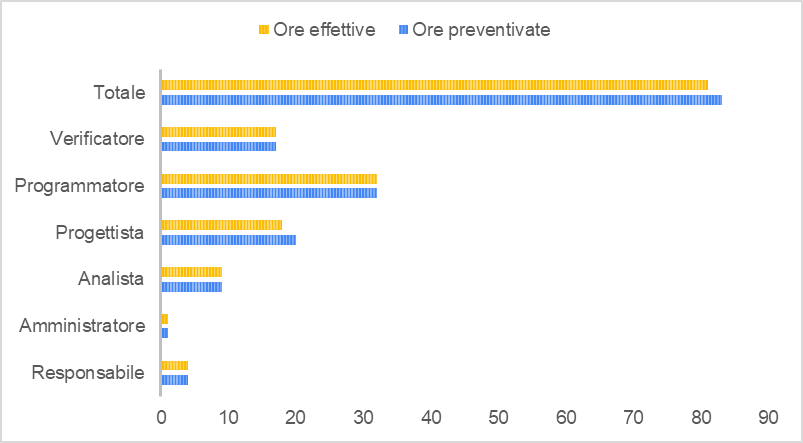 Ore effettive Ore preventivate
Totale
Verificatore
Programmatore
Progettista
Analista
Amministratore
Responsabile
0 10 20 30 40 50 60 70 80 90